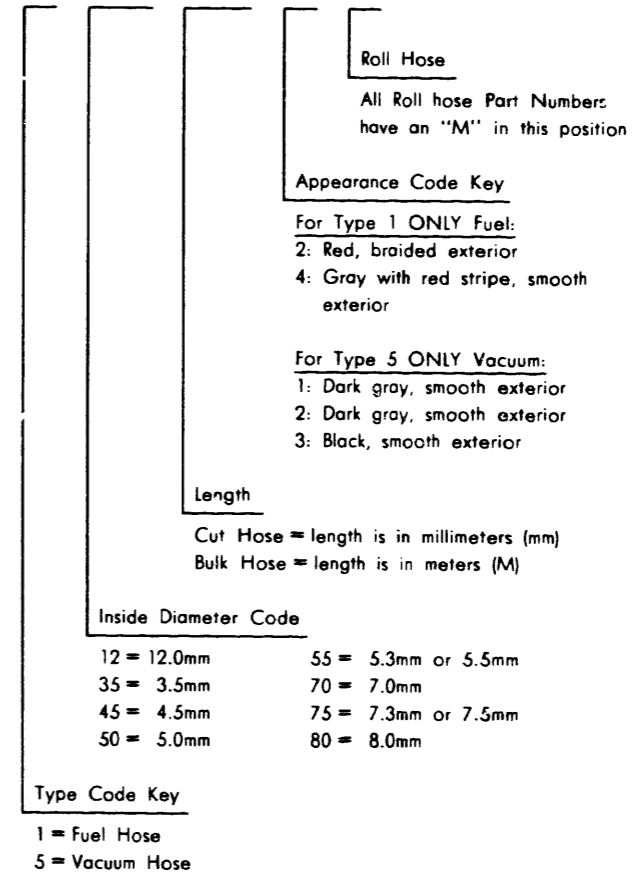 Roll Hose
All Roll hose Part Numbers
have an "M" in this position
Appearance Code Key
For Type 1 ONLY Fuel:
2: Red, braided exterior
4: Gray with red stripe, smooth
exterior
For Type 5 ONLY Vacuum:
1: Dark gray, smooth exterior
2: Dark gray, smooth exterior
3: Black, smooth exterior
Length
Cut Hose = length is in millimeters (mm)
Bulk Hose = length is in meters (M)
Inside Diameter Code
12 = 12.0mm 55 = 5.3mm or 5.5mm
35 = 3.5mm 70 = 7.0mm
45 = 4.5mm 75 = 7.3mm or 7.5mm
50 = 5.0mm 80 = 8.0mm
Type Code Key
1 = Fuel Hose
5 = Vacuum Hose